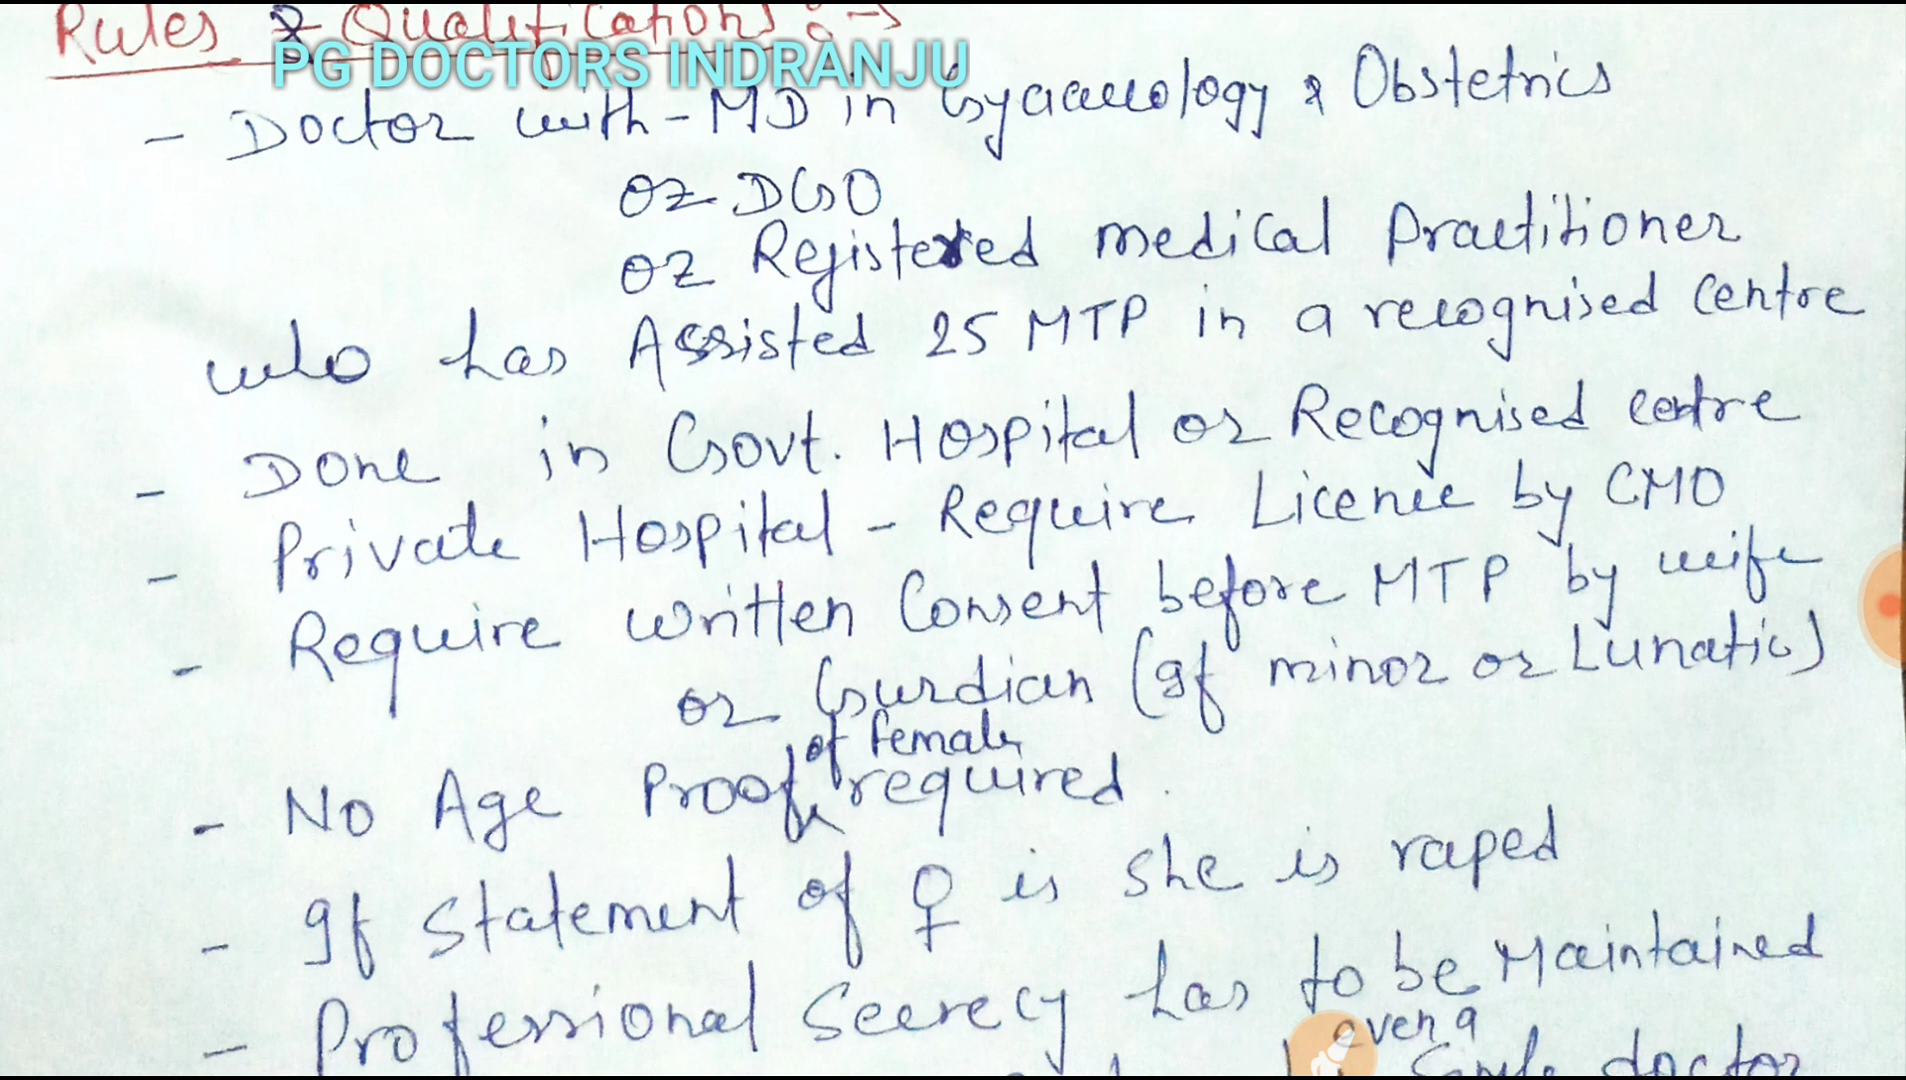 Rules & Qualifications :->
PG DOCTORS INDRANJU
- Doctor with - MD in Gynaecology & Obstetrics
or DGO
or Registered medical Practitioner
who has Assisted 25 MTP in a recognised Centre
- Done in Govt. Hospital or Recognised centre
- Private Hospital - Require Licence by CMO
- Require written Consent before MTP by wife
or Gurdian (If minor or Lunatic)
of female
- No Age Proof required.
- If Statement of ♀ is she is raped
- Professional Secrecy has to be Maintained
even a
doctor